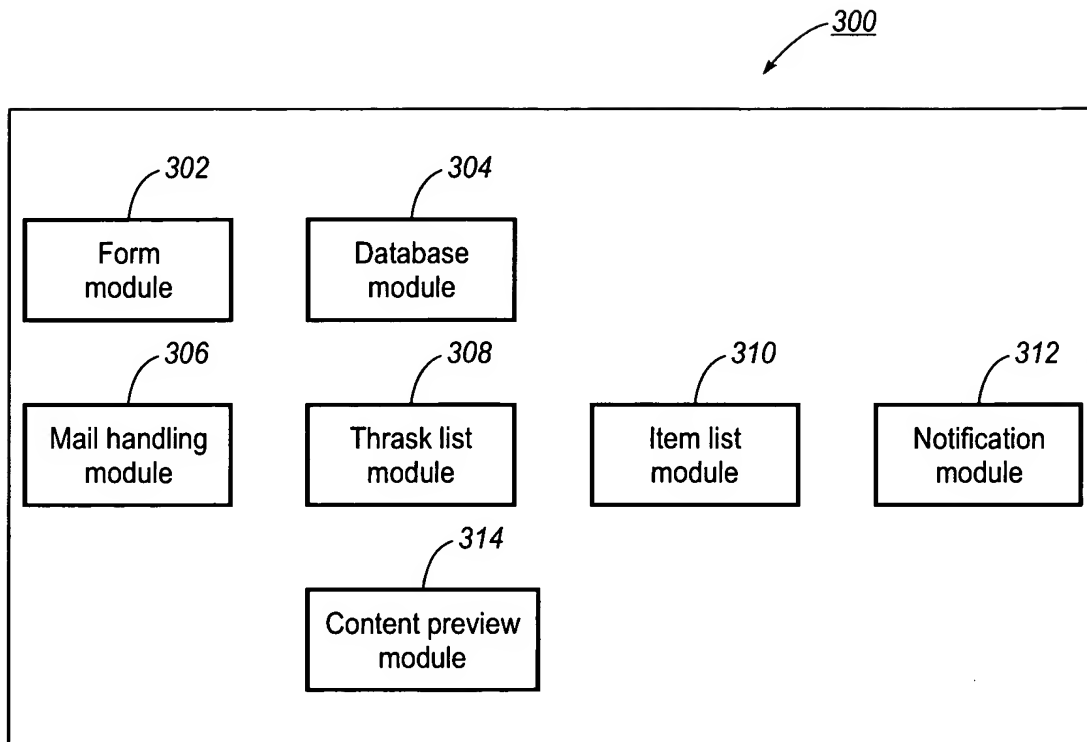 300
302
304
Form
module
Database
module
306
308
310
312
Mail handling
module
Thrask list
module
Item list
module
Notification
module
314
Content preview
module